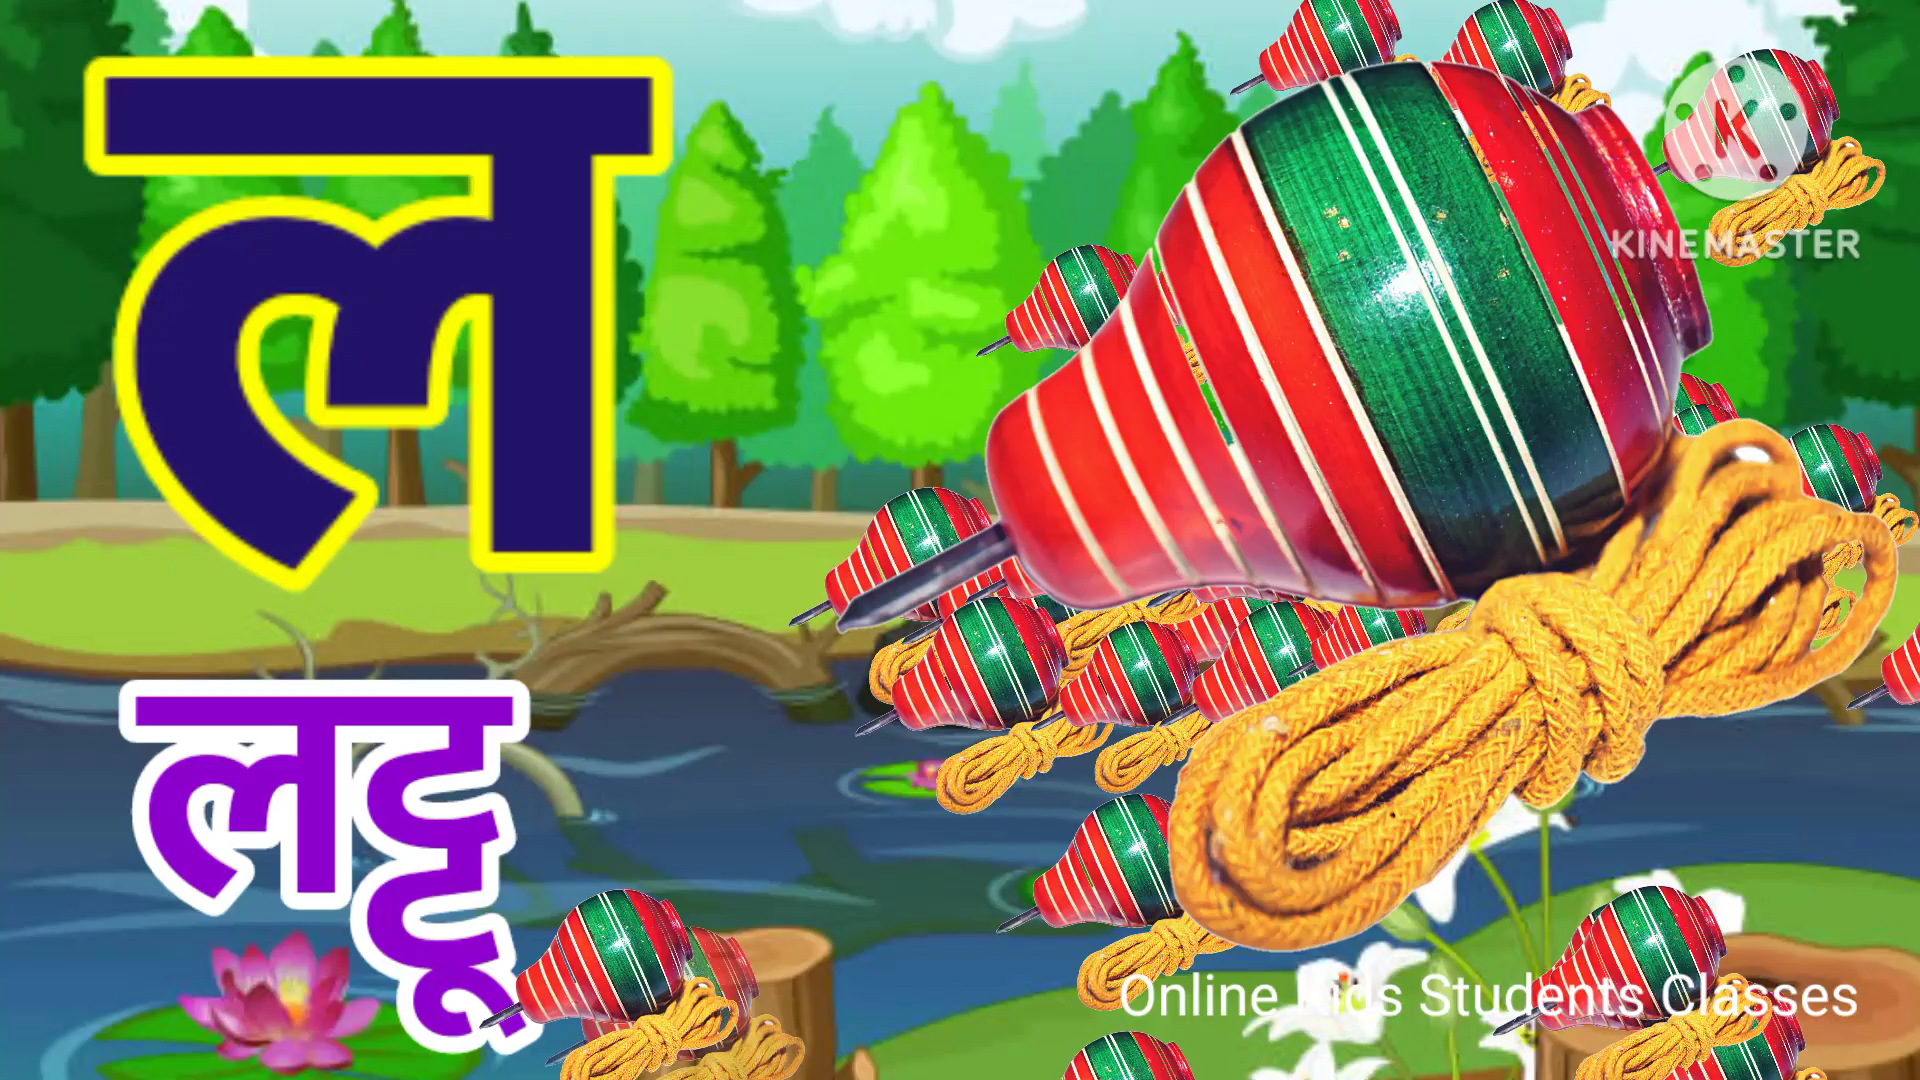 ल
K
KINEMASTER
लट्टू
Online Kids Students Classes